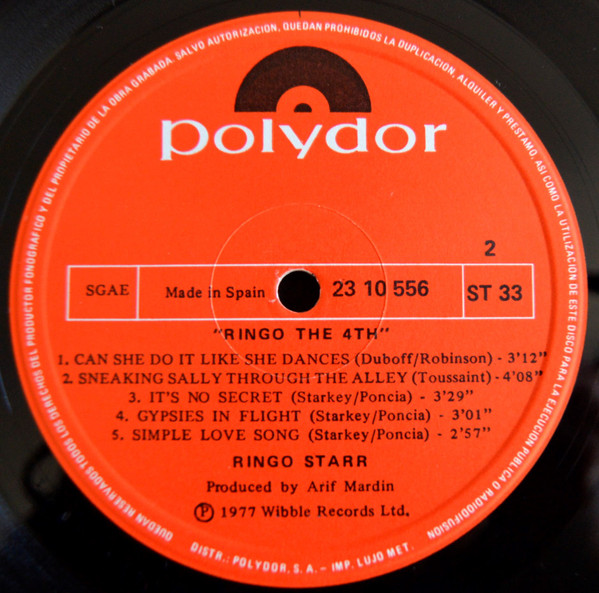 QUEDAN RESERVADOS TODOS LOS DERECHOS DEL PRODUCTOR FONOGRAFICO Y DEL PROPIETARIO DE LA OBRA GRABADA. SALVO AUTORIZACION, QUEDAN PROHIBIDOS LA DUPLICACION, ALQUILER Y PRESTAMO, ASI COMO LA UTILIZACION DE ESTE DISCO PARA LA EJECUCION PUBLICA O RADIODIFUSION
polydor
2
SGAE Made in Spain 23 10 556 ST 33
"RINGO THE 4TH"
1. CAN SHE DO IT LIKE SHE DANCES (Duboff/Robinson) - 3'12"
2. SNEAKING SALLY THROUGH THE ALLEY (Toussaint) - 4'08"
3. IT'S NO SECRET (Starkey/Poncia) - 3'29"
4. GYPSIES IN FLIGHT (Starkey/Poncia) - 3'01"
5. SIMPLE LOVE SONG (Starkey/Poncia) - 2'57"
RINGO STARR
Produced by Arif Mardin
Ⓟ 1977 Wibble Records Ltd.
DISTR.: POLYDOR, S. A. – IMP. LUJO MET.